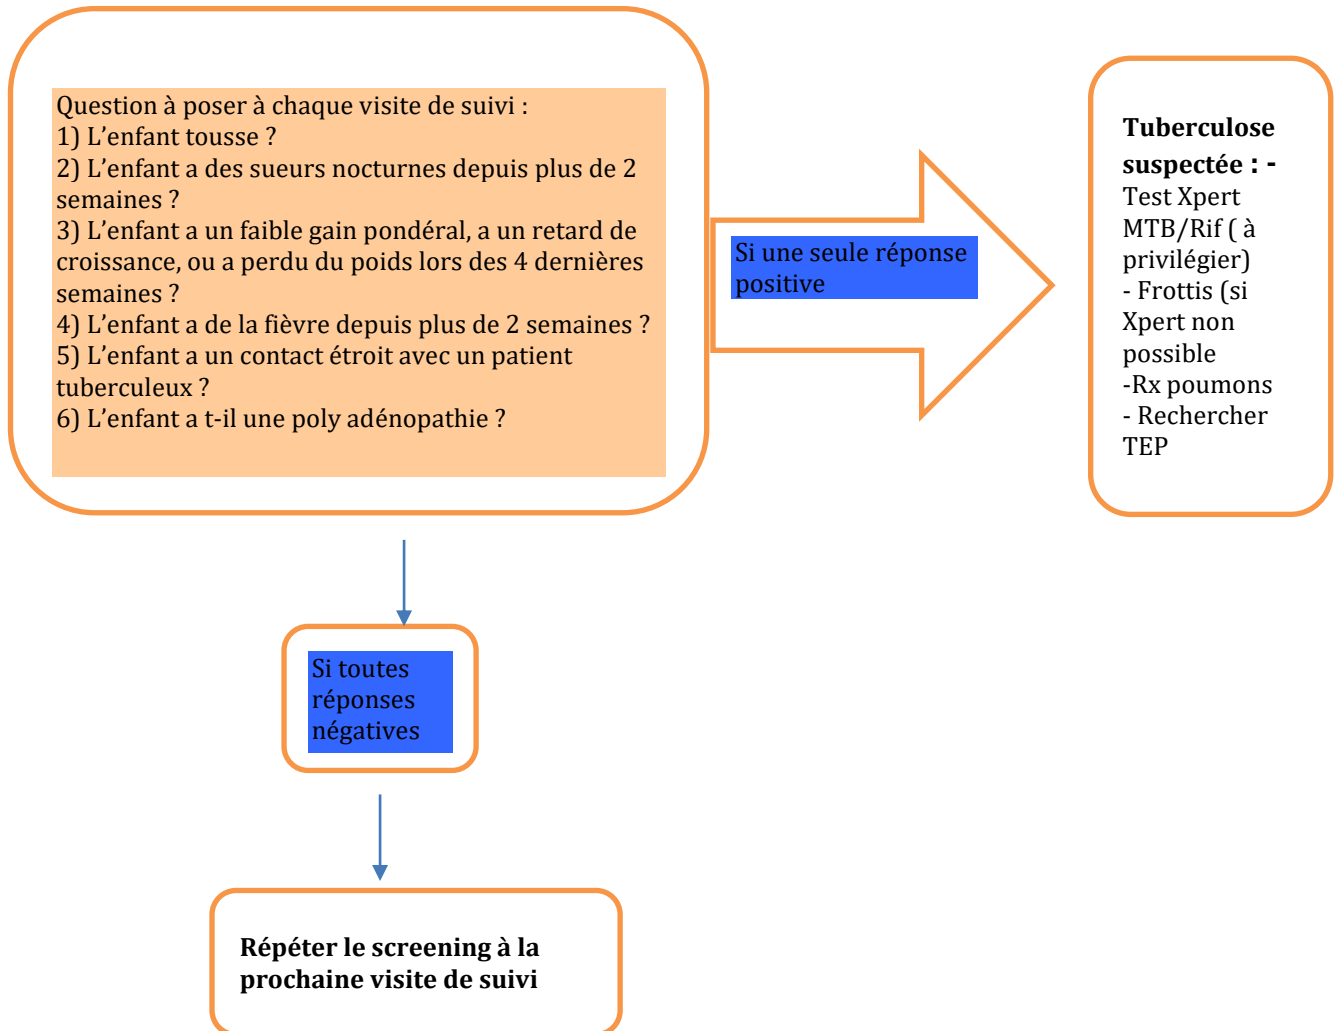 Question à poser à chaque visite de suivi :
1) L’enfant tousse ?
2) L’enfant a des sueurs nocturnes depuis plus de 2
semaines ?
3) L’enfant a un faible gain pondéral, a un retard de
croissance, ou a perdu du poids lors des 4 dernières
semaines ?
4) L’enfant a de la fièvre depuis plus de 2 semaines ?
5) L’enfant a un contact étroit avec un patient
tuberculeux ?
6) L’enfant a t-il une poly adénopathie ?
Si une seule réponse
positive
Tuberculose
suspectée : -
Test Xpert
MTB/Rif ( à
privilégier)
- Frottis (si
Xpert non
possible
-Rx poumons
- Rechercher
TEP
Si toutes
réponses
négatives
Répéter le screening à la
prochaine visite de suivi